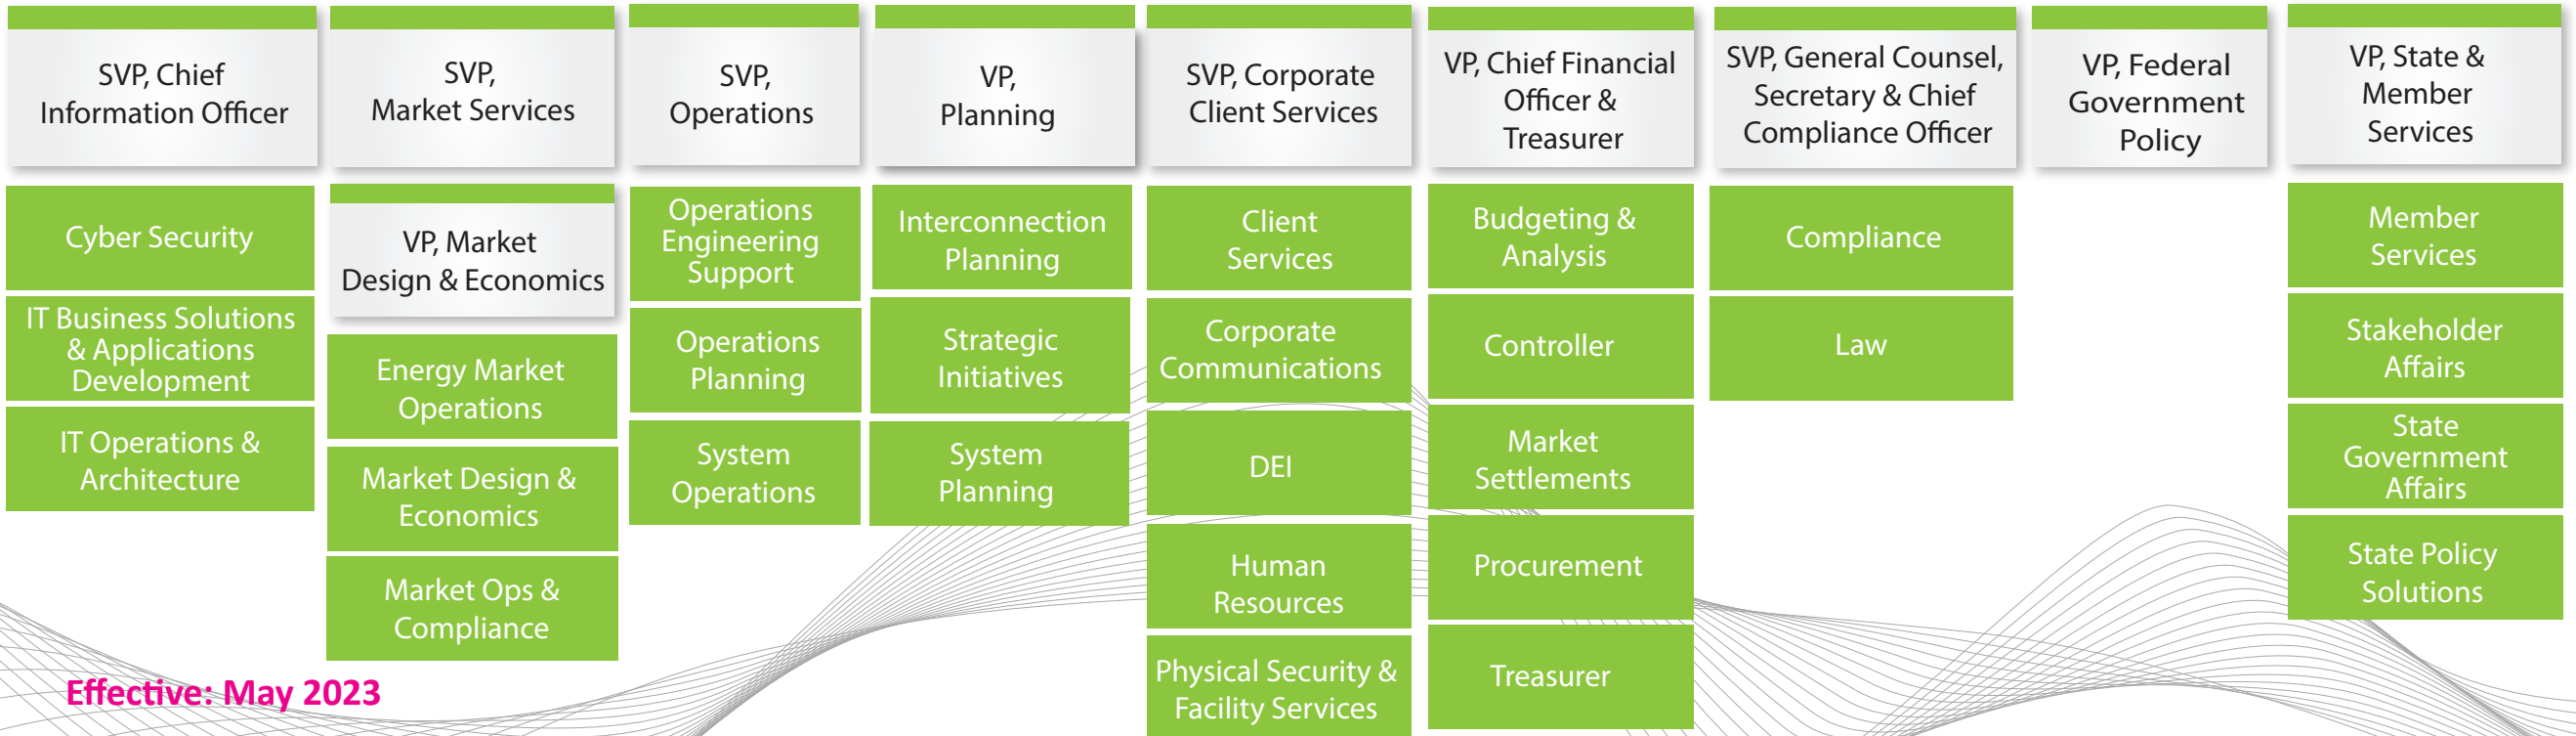 SVP, Chief
Information Officer
Cyber Security
IT Business Solutions
& Applications
Development
IT Operations &
Architecture
SVP,
Market Services
VP, Market
Design & Economics
Energy Market
Operations
Market Design &
Economics
Market Ops &
Compliance
SVP,
Operations
Operations
Engineering
Support
Operations
Planning
System
Operations
VP,
Planning
Interconnection
Planning
Strategic
Initiatives
System
Planning
SVP, Corporate
Client Services
Client
Services
Corporate
Communications
DEI
Human
Resources
Physical Security &
Facility Services
VP, Chief Financial
Officer &
Treasurer
Budgeting &
Analysis
Controller
Market
Settlements
Procurement
Treasurer
SVP, General Counsel,
Secretary & Chief
Compliance Officer
Compliance
Law
VP, Federal
Government
Policy
VP, State &
Member
Services
Member
Services
Stakeholder
Affairs
State
Government
Affairs
State Policy
Solutions
Effective: May 2023